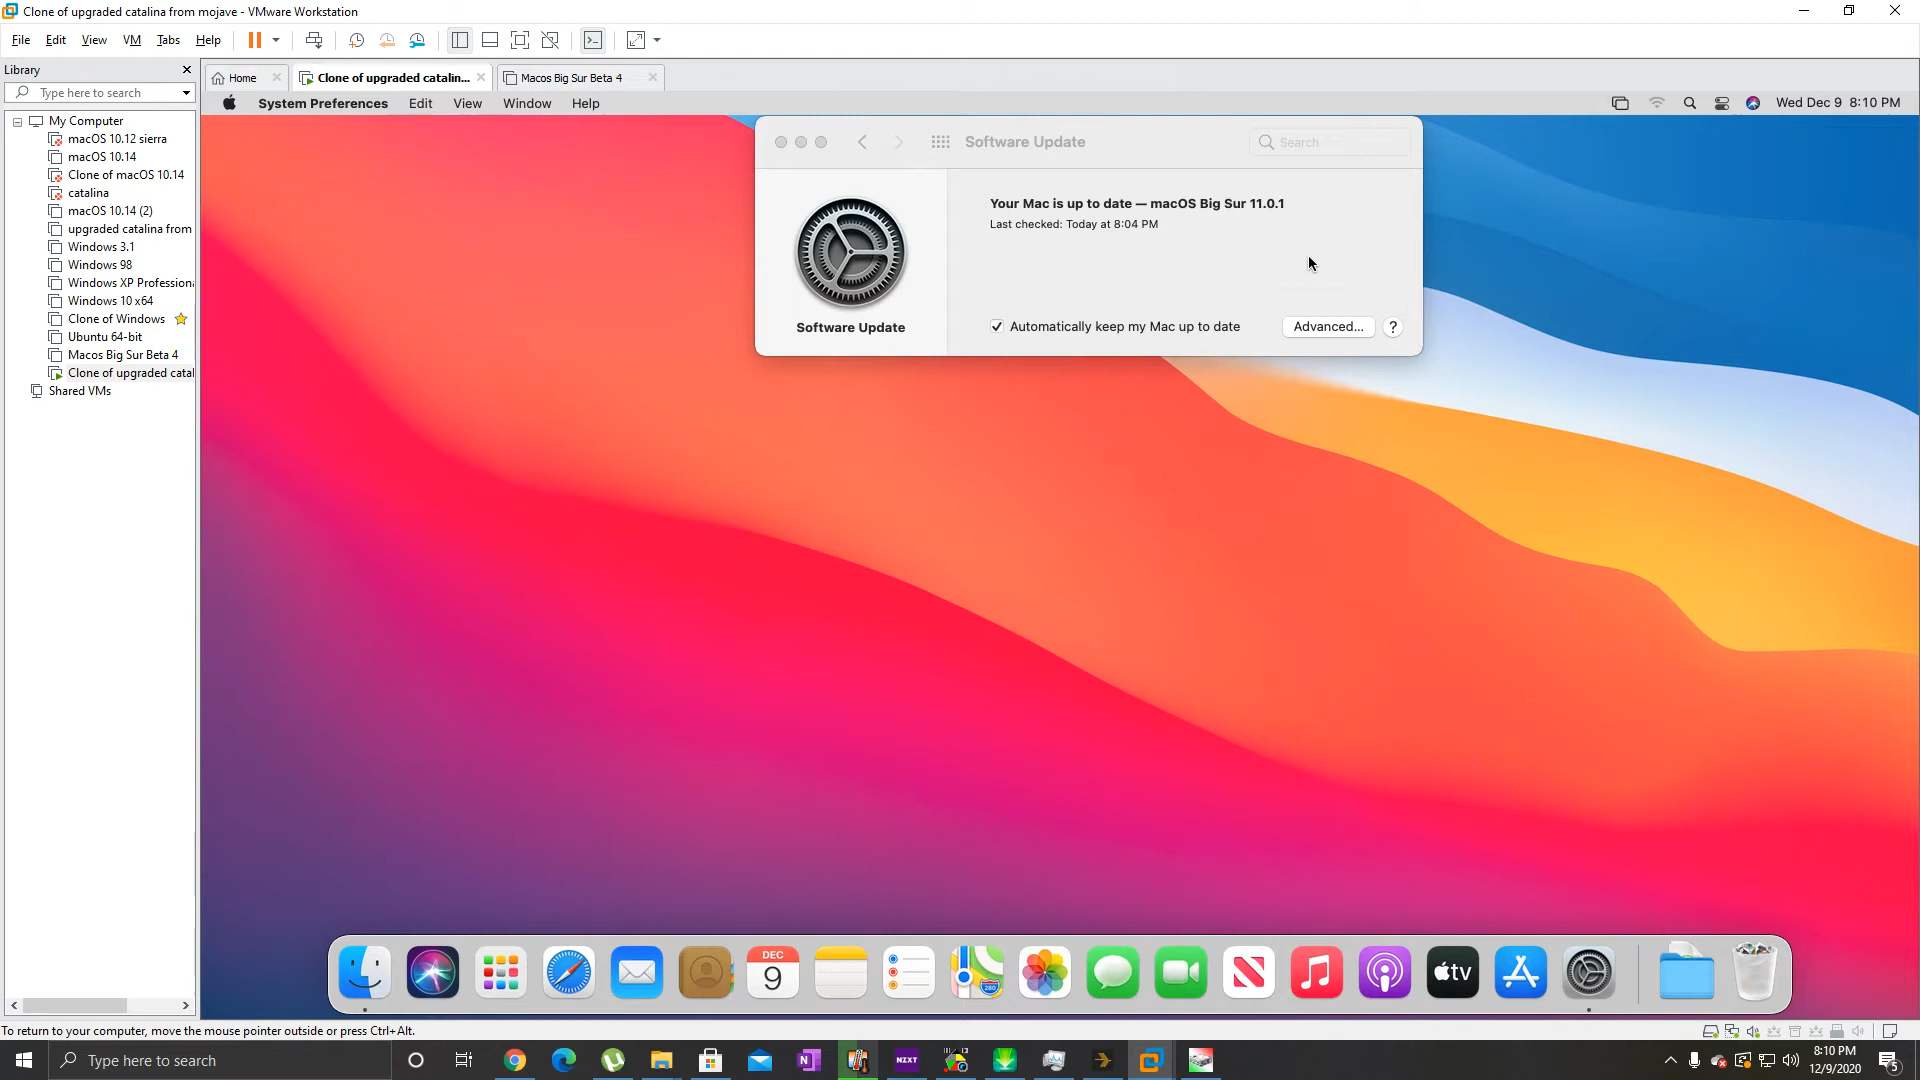 Clone of upgraded catalina from mojave - VMware Workstation
File Edit View VM Tabs Help
Library
Type here to search
My Computer
macOS 10.12 sierra
macOS 10.14
Clone of macOS 10.14
catalina
macOS 10.14 (2)
upgraded catalina from
Windows 3.1
Windows 98
Windows XP Professiona
Windows 10 x64
Clone of Windows
Ubuntu 64-bit
Macos Big Sur Beta 4
Clone of upgraded catal
Shared VMs
Home Clone of upgraded catalin... Macos Big Sur Beta 4
System Preferences Edit View Window Help Wed Dec 9 8:10 PM
Software Update Search
Your Mac is up to date — macOS Big Sur 11.0.1
Last checked: Today at 8:04 PM
Software Update
Automatically keep my Mac up to date Advanced... ?
DEC
9
280
tv
To return to your computer, move the mouse pointer outside or press Ctrl+Alt.
Type here to search
NZXT
8:10 PM
12/9/2020
5